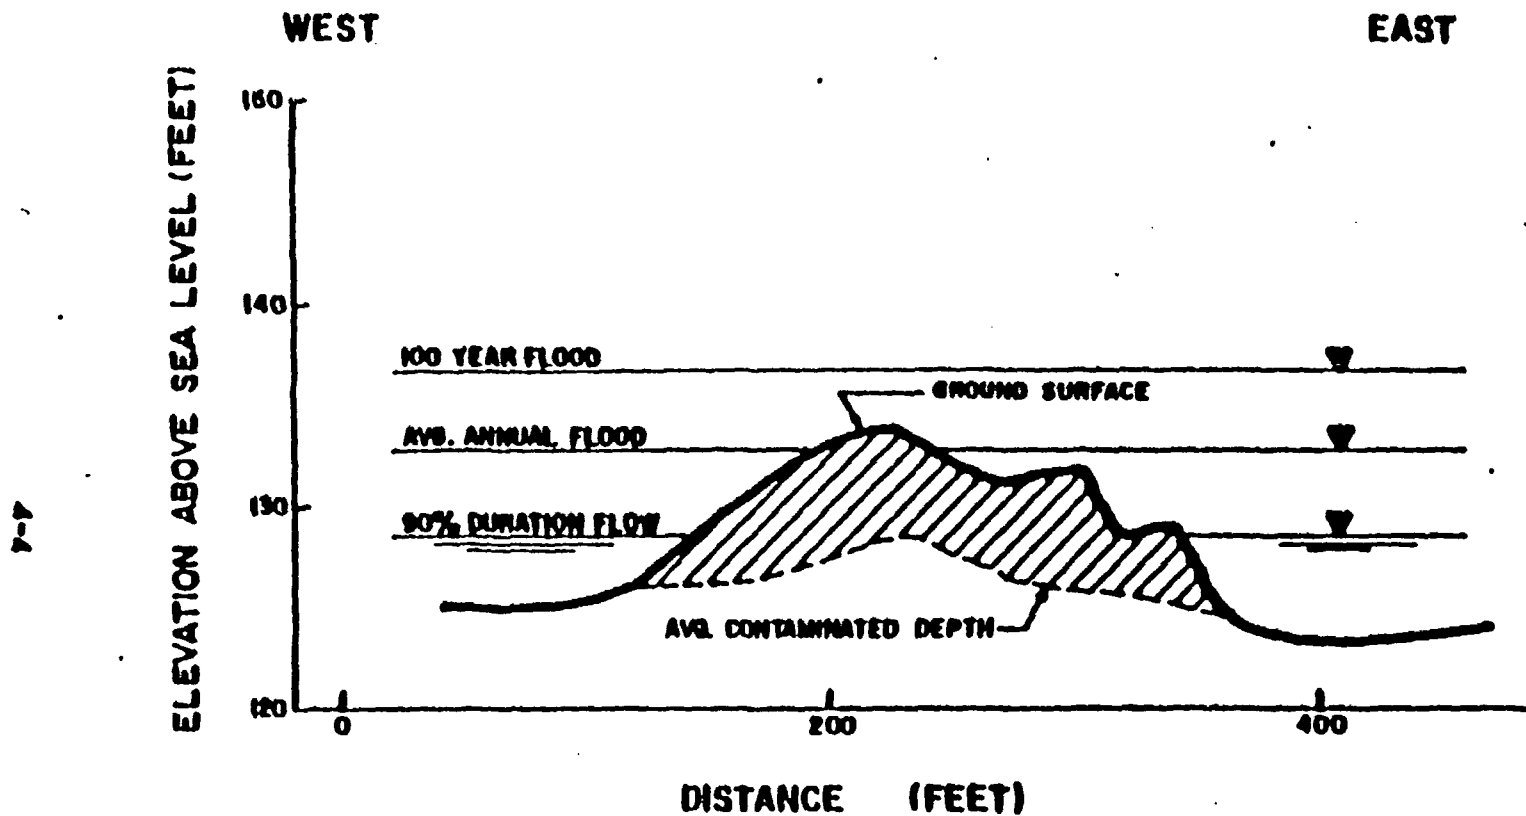 WEST
EAST
ELEVATION ABOVE SEA LEVEL (FEET)
150
140
100 YEAR FLOOD
GROUND SURFACE
AVG. ANNUAL FLOOD
130
90% DURATION FLOW
AVG. CONTAMINATED DEPTH
120
0
200
400
DISTANCE (FEET)
4-4